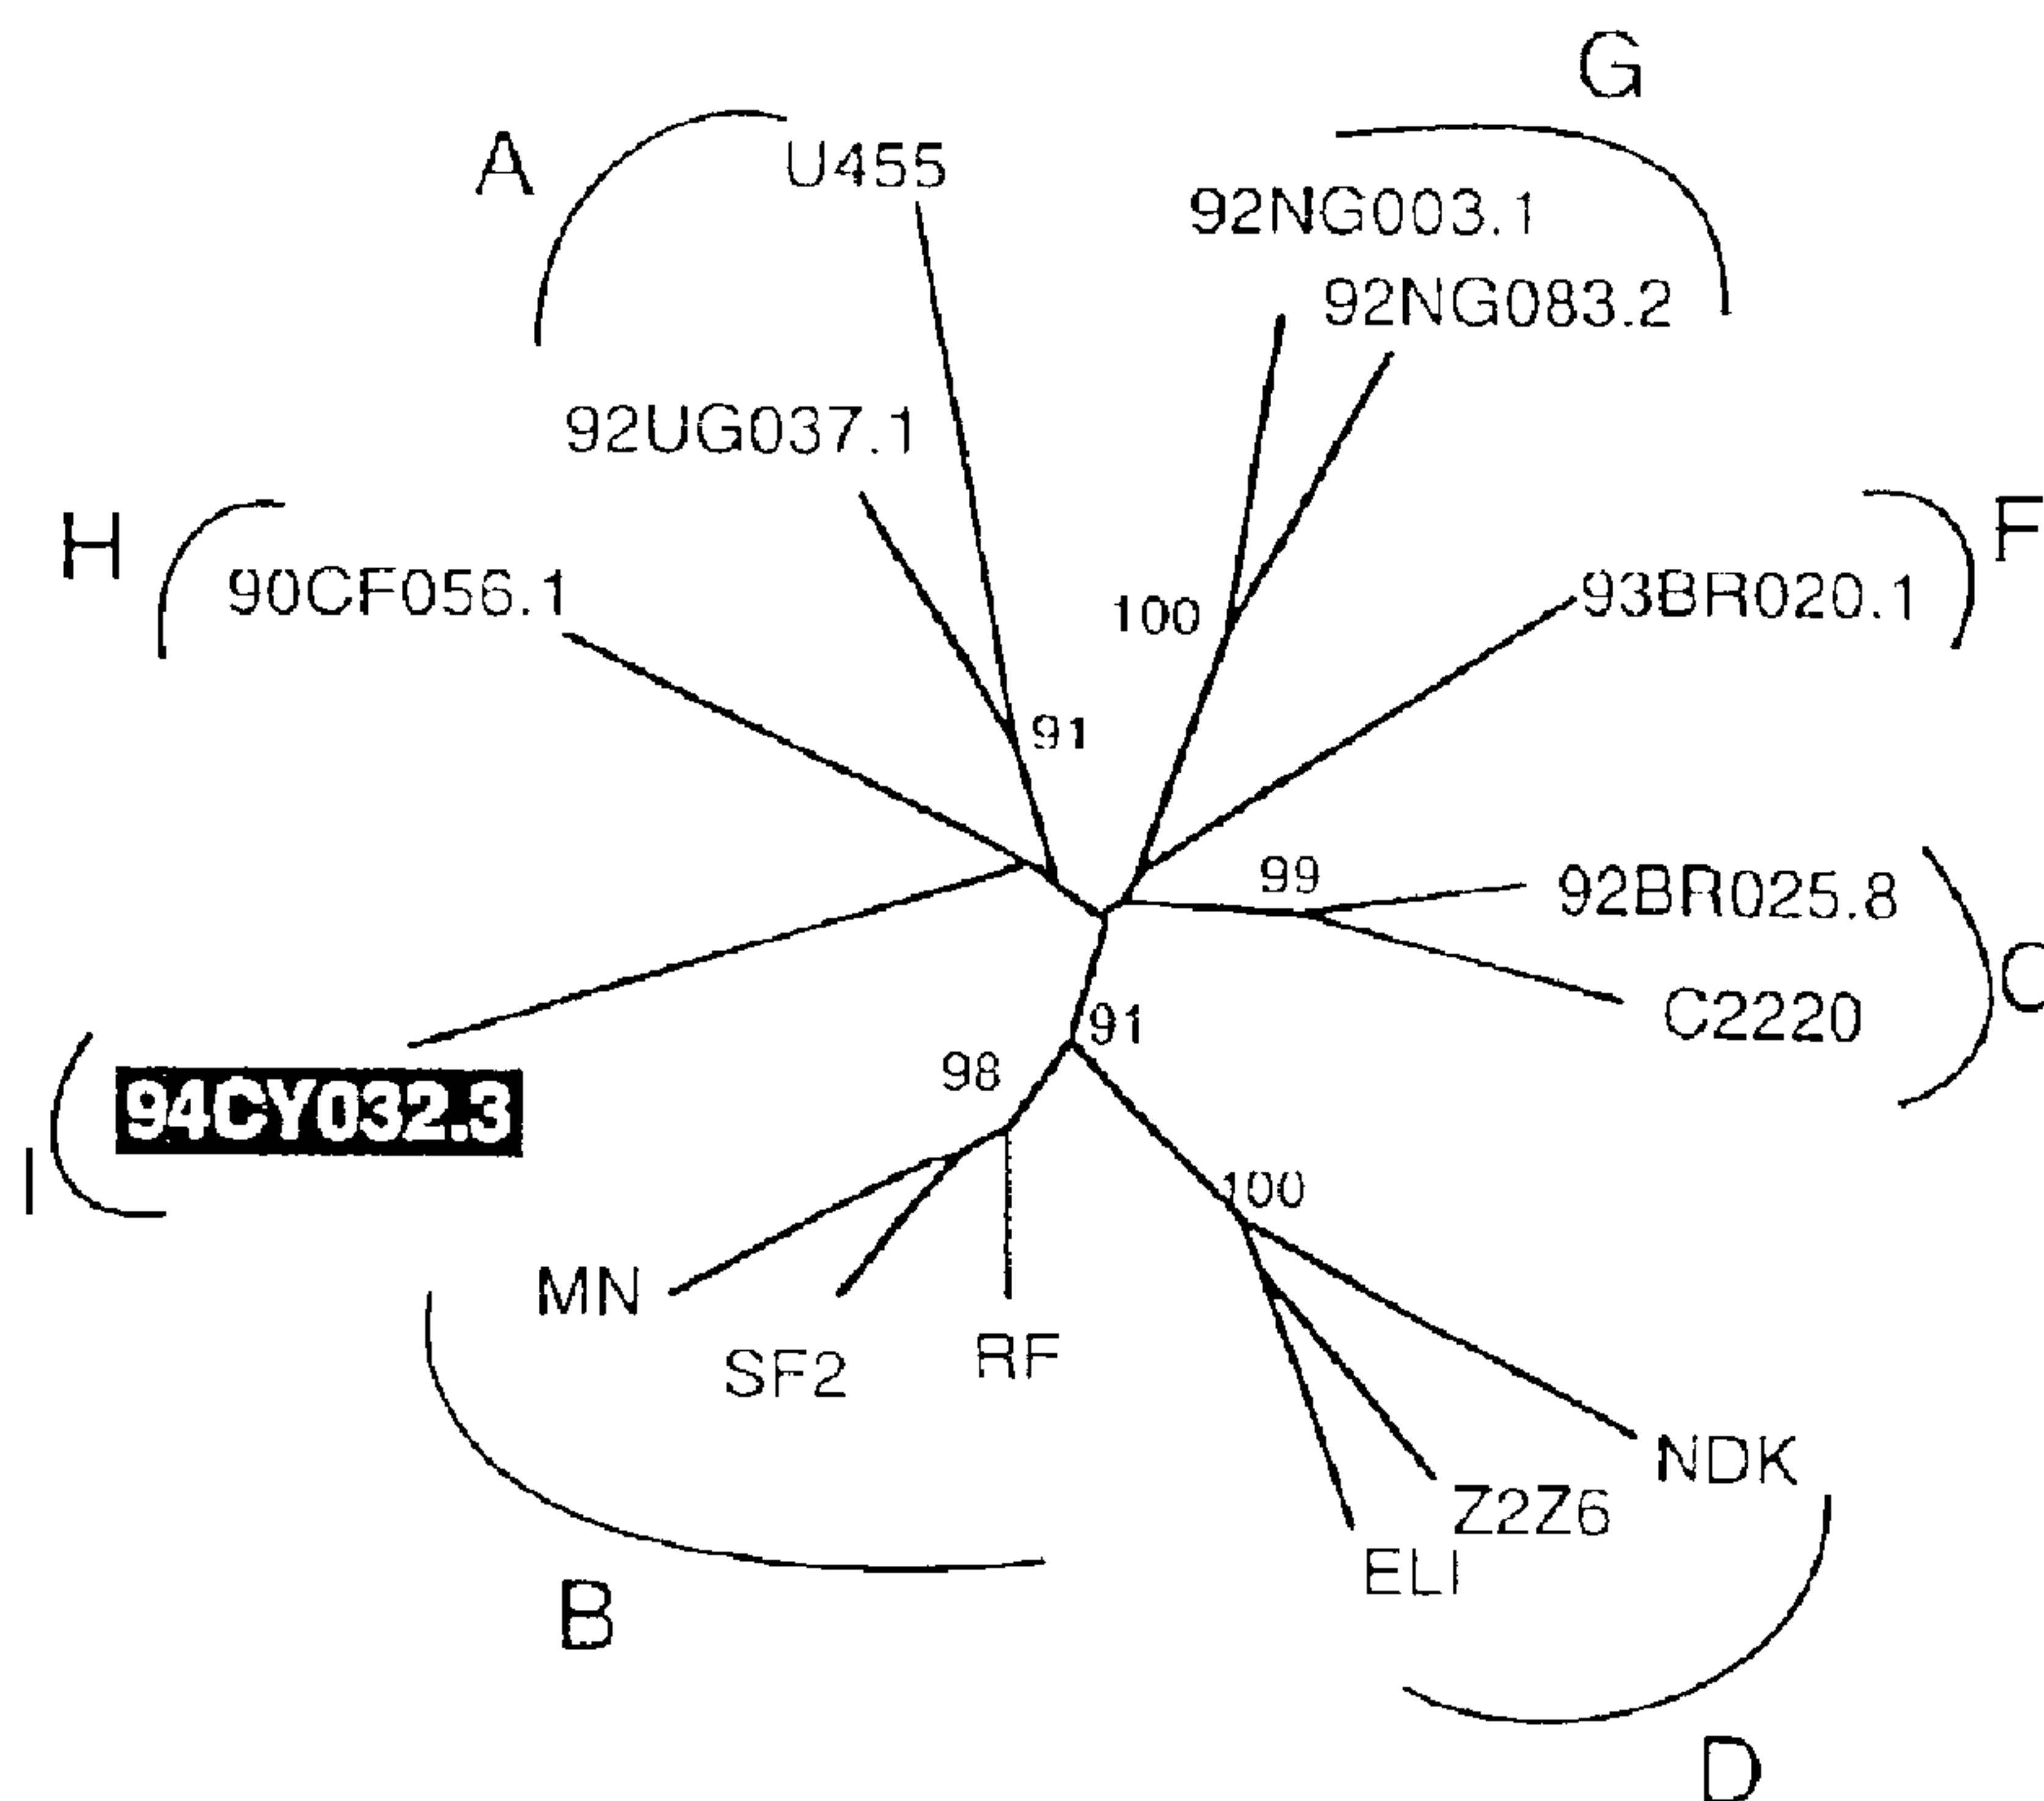 G
A
U455
92NG003.1
92NG083.2
92UG037.1
H
F
90CF056.1
93BR020.1
100
91
99
92BR025.8
C
C2220
91
98
94CY032.3
I
100
MN
SF2
RF
NDK
Z2Z6
ELI
B
D